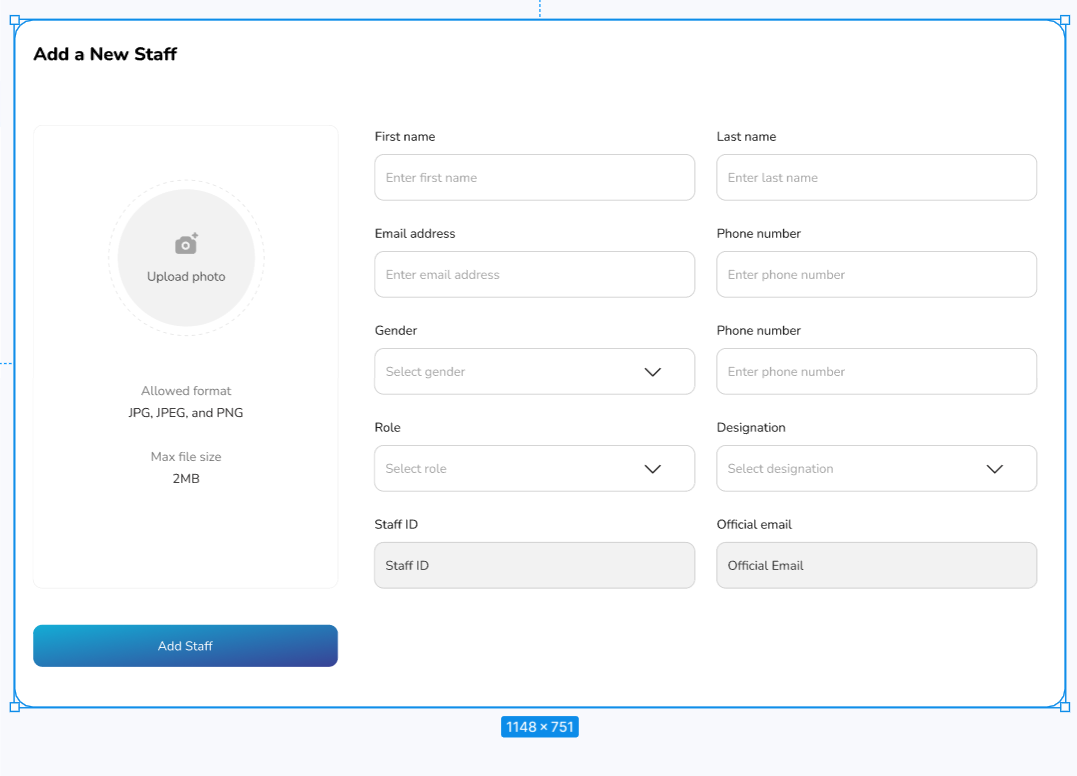 Add a New Staff
Upload photo
Allowed format
JPG, JPEG, and PNG
Max file size
2MB
Add Staff
First name
Enter first name
Last name
Enter last name
Email address
Enter email address
Phone number
Enter phone number
Gender
Select gender
Phone number
Enter phone number
Role
Select role
Designation
Select designation
Staff ID
Staff ID
Official email
Official Email
1148 × 751